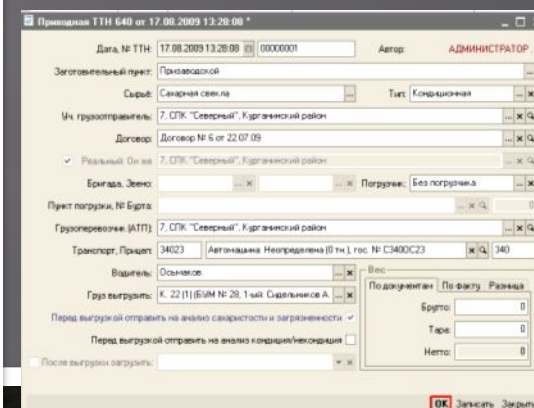 Приходная ТТН 640 от 17.08.2009 13:28:08 *
Дата, № ТТН: 17.08.2009 13:28:08 00000001 Автор: АДМИНИСТРАТОР
Заготовительный пункт: Призаводской
Сырье: Сахарная свекла Тип: Кондиционная
Уч. грузоотправитель: 7, СПК "Северный", Курганинский район
Договор: Договор № 6 от 22.07.09
Реальный: Он же 7, СПК "Северный", Курганинский район
Бригада, Звено: Погрузчик: Без погрузчика
Пункт погрузки, № Бурта: 0
Грузоперевозчик (АТП): 7, СПК "Северный", Курганинский район
Транспорт, Прицеп: 34023 Автомашина: Неопределена (0 тн.), гос. № С3400С23 340
Водитель: Осьмаков Вес
Груз выгрузить: К. 22 (1) (БУМ № 28, 1-ый: Сидельников А. По документам По факту Разница
Перед выгрузкой отправить на анализ сахаристости и загрязненности Брутто: 0
Перед выгрузкой отправить на анализ кондиция/некондиция Тара: 0
После выгрузки загрузить: Нетто: 0
OK Записать Закрыть